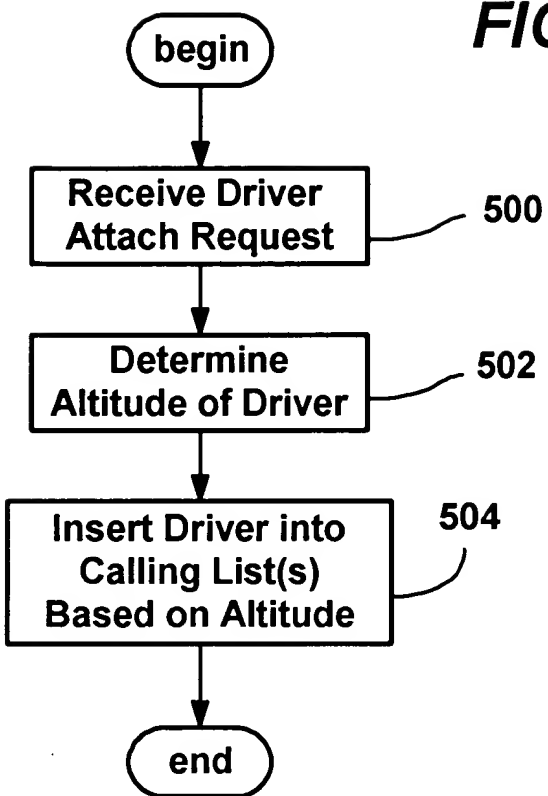 begin
Receive Driver
Attach Request
500
Determine
Altitude of Driver
502
Insert Driver into
Calling List(s)
Based on Altitude
504
end